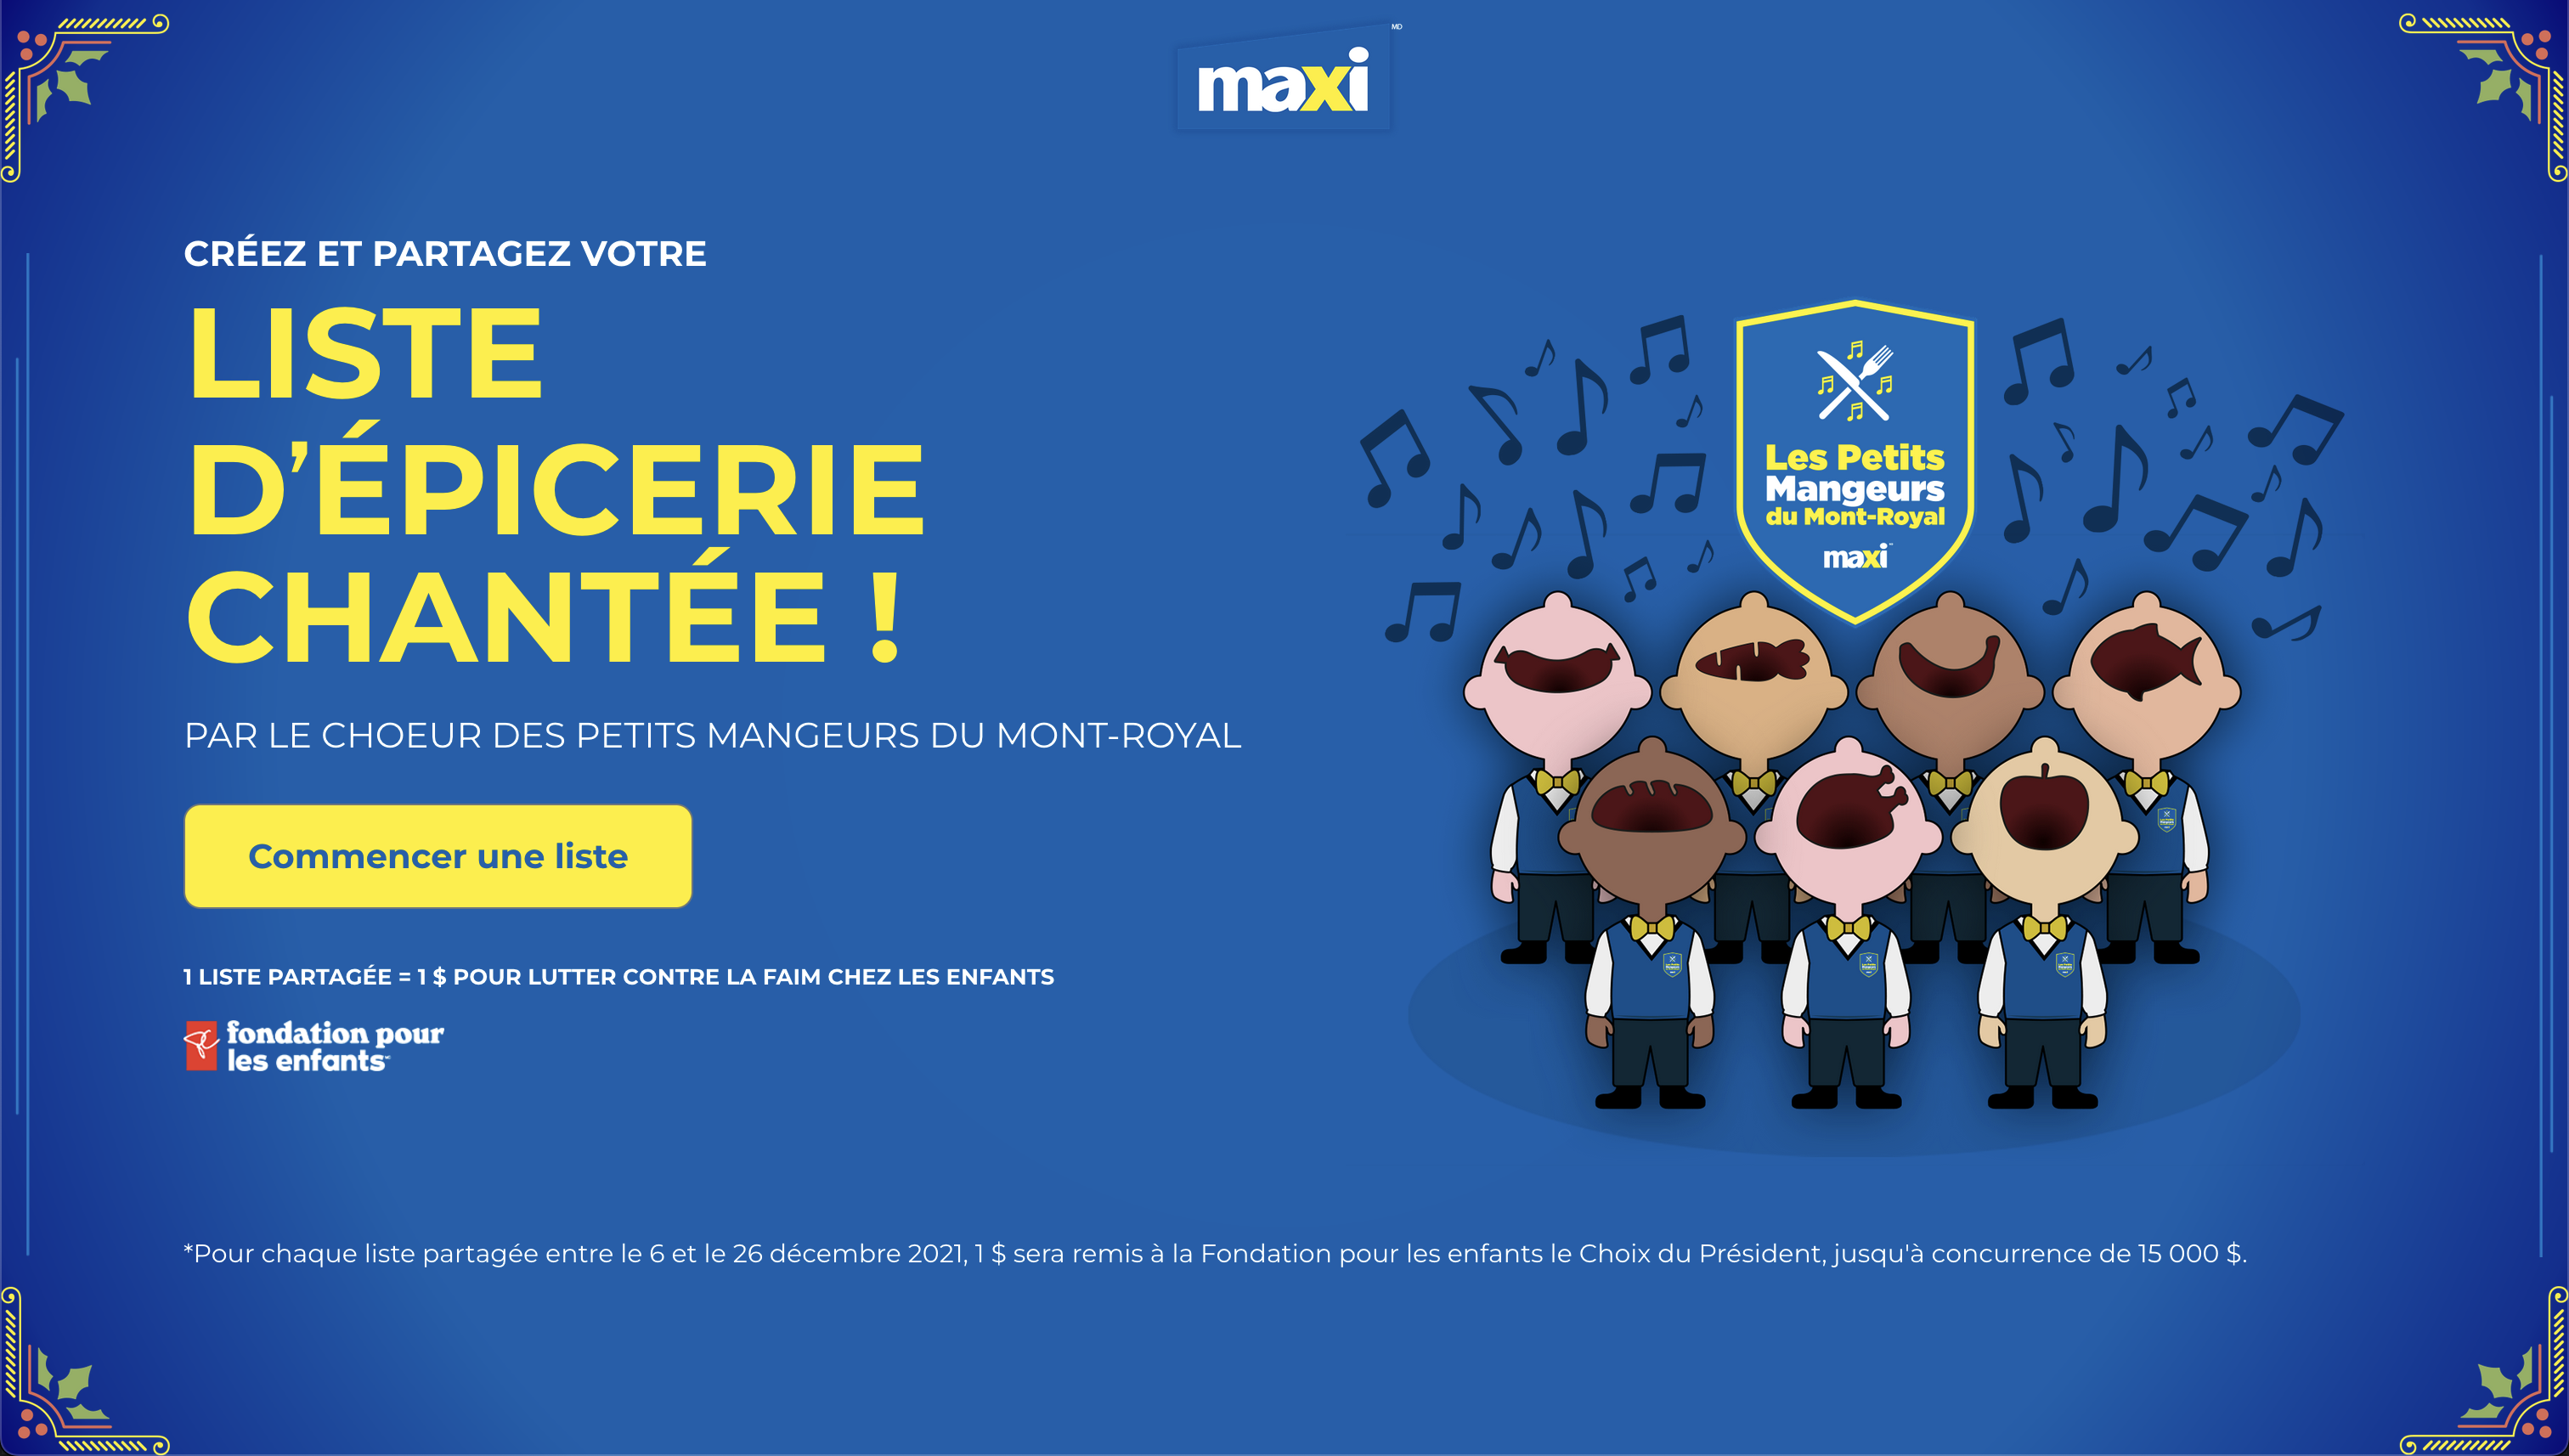 maxi MD
CRÉEZ ET PARTAGEZ VOTRE
LISTE
D’ÉPICERIE
CHANTÉE !
PAR LE CHOEUR DES PETITS MANGEURS DU MONT-ROYAL
Commencer une liste
1 LISTE PARTAGÉE = 1 $ POUR LUTTER CONTRE LA FAIM CHEZ LES ENFANTS
fondation pour
les enfants
Les Petits
Mangeurs
du Mont-Royal
maxi
*Pour chaque liste partagée entre le 6 et le 26 décembre 2021, 1 $ sera remis à la Fondation pour les enfants le Choix du Président, jusqu'à concurrence de 15 000 $.